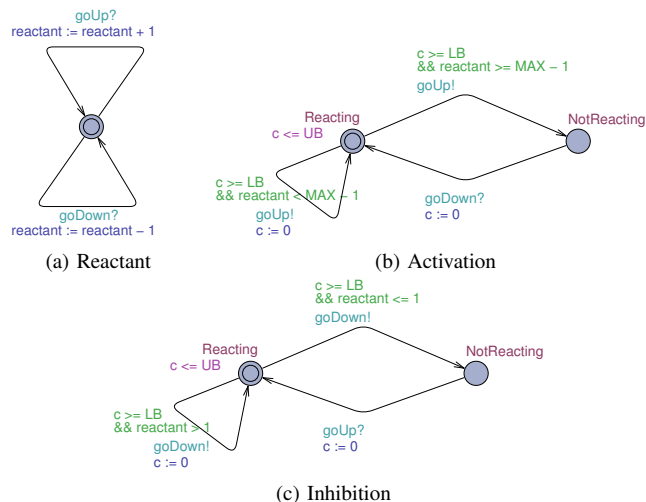 goUp?
reactant := reactant + 1
goDown?
reactant := reactant − 1
(a) Reactant
c >= LB
&& reactant >= MAX − 1
goUp!
Reacting
c <= UB
NotReacting
c >= LB
&& reactant < MAX − 1
goUp!
c := 0
goDown?
c := 0
(b) Activation
c >= LB
&& reactant <= 1
goDown!
Reacting
c <= UB
NotReacting
c >= LB
&& reactant > 1
goDown!
c := 0
goUp?
c := 0
(c) Inhibition